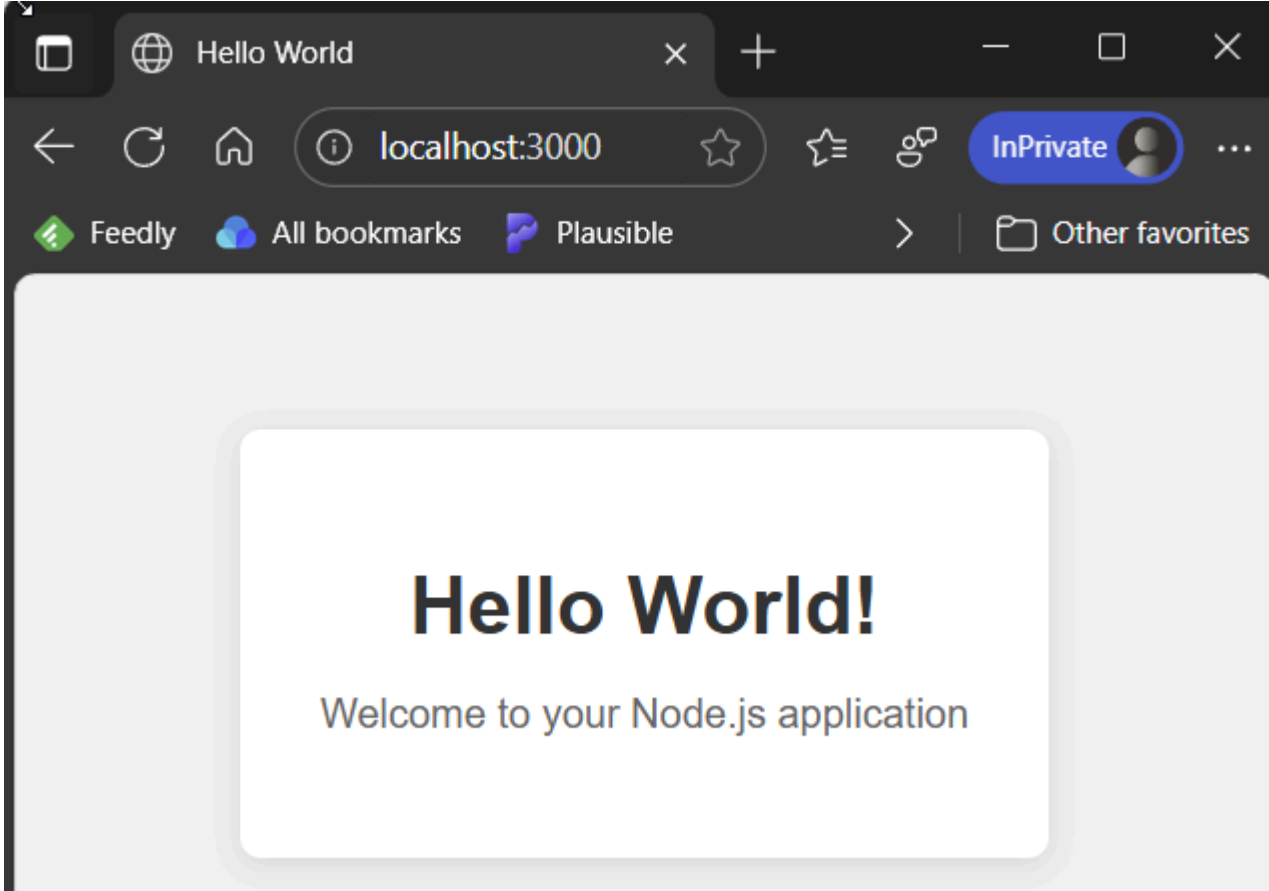 Hello World
localhost:3000
InPrivate
Feedly
All bookmarks
Plausible
Other favorites
Hello World!
Welcome to your Node.js application